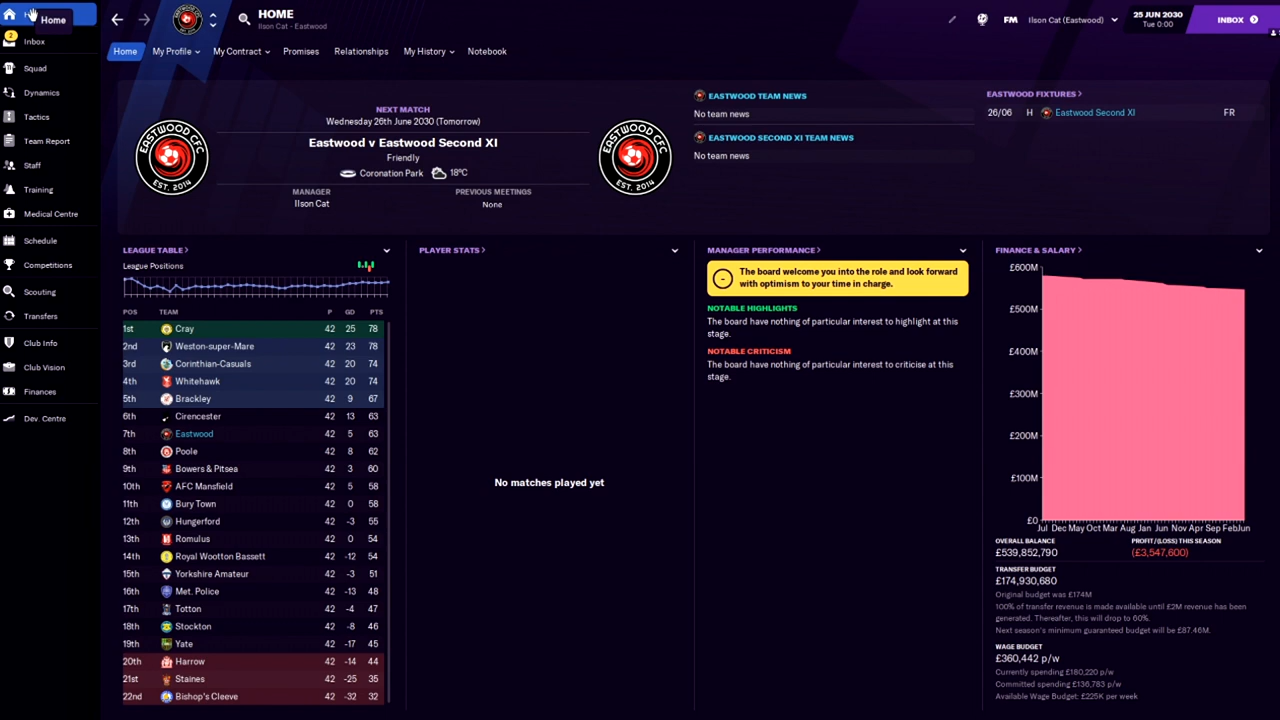 Home
2
Inbox
Squad
Dynamics
Tactics
Team Report
Staff
Training
Medical Centre
Schedule
Competitions
Scouting
Transfers
Club Info
Club Vision
Finances
Dev. Centre
HOME
Ilson Cat - Eastwood
FM
Ilson Cat (Eastwood)
25 JUN 2030
Tue 0:00
INBOX
Home
My Profile
My Contract
Promises
Relationships
My History
Notebook
EASTWOOD CFC
EST. 2014
NEXT MATCH
Wednesday 26th June 2030 (Tomorrow)
Eastwood v Eastwood Second XI
Friendly
Coronation Park 18°C
MANAGER
Ilson Cat
PREVIOUS MEETINGS
None
EASTWOOD CFC
EST. 2014
EASTWOOD TEAM NEWS
No team news
EASTWOOD SECOND XI TEAM NEWS
No team news
EASTWOOD FIXTURES >
26/06 H Eastwood Second XI FR
LEAGUE TABLE >
League Positions
POS TEAM P GD PTS
1st Cray 42 25 78
2nd Weston-super-Mare 42 23 78
3rd Corinthian-Casuals 42 20 74
4th Whitehawk 42 20 74
5th Brackley 42 9 67
6th Cirencester 42 13 63
7th Eastwood 42 5 63
8th Poole 42 8 62
9th Bowers & Pitsea 42 3 60
10th AFC Mansfield 42 5 58
11th Bury Town 42 0 58
12th Hungerford 42 -3 55
13th Romulus 42 0 54
14th Royal Wootton Bassett 42 -12 54
15th Yorkshire Amateur 42 -3 51
16th Met. Police 42 -13 48
17th Totton 42 -4 47
18th Stockton 42 -8 46
19th Yate 42 -17 45
20th Harrow 42 -14 44
21st Staines 42 -25 35
22nd Bishop's Cleeve 42 -32 32
PLAYER STATS >
No matches played yet
MANAGER PERFORMANCE >
The board welcome you into the role and look forward
with optimism to your time in charge.
NOTABLE HIGHLIGHTS
The board have nothing of particular interest to highlight at this
stage.
NOTABLE CRITICISM
The board have nothing of particular interest to criticise at this
stage.
FINANCE & SALARY >
£600M
£500M
£400M
£300M
£200M
£100M
£0
Jul Dec May Oct Mar Aug Jan Jun Nov Apr Sep FebJun
OVERALL BALANCE
£539,852,790
PROFIT/(LOSS) THIS SEASON
(£3,547,600)
TRANSFER BUDGET
£174,930,680
Original budget was £174M
100% of transfer revenue is made available until £2M revenue has been
generated. Thereafter, this will drop to 60%.
Next season's minimum guaranteed budget will be £87.46M.
WAGE BUDGET
£360,442 p/w
Currently spending £180,220 p/w
Committed spending £136,783 p/w
Available Wage Budget: £225K per week